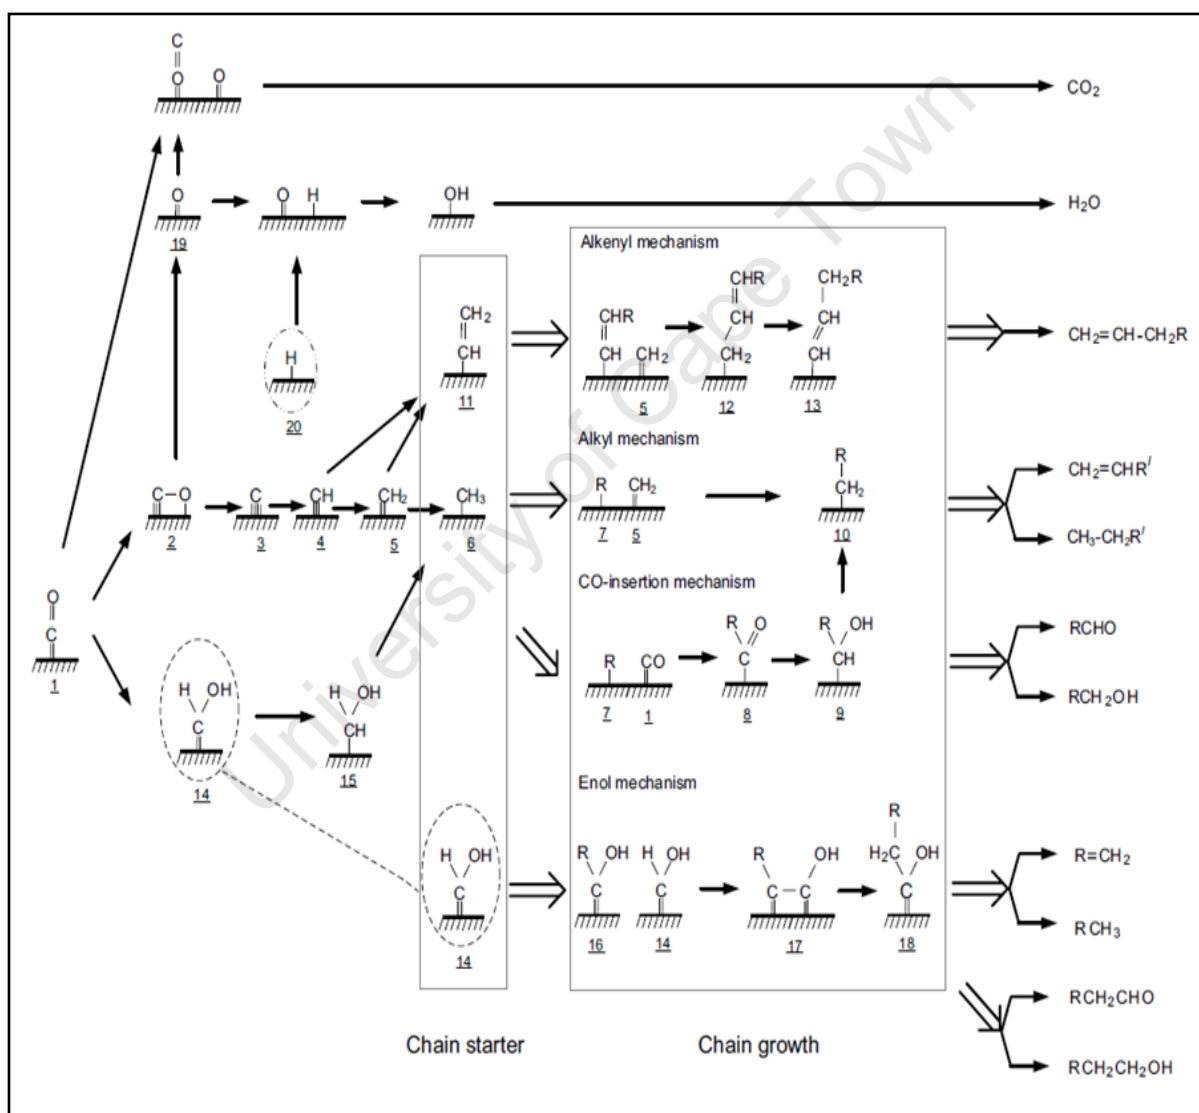 C
O
O
CO₂
O
19
O H
OH
H₂O
H
20
Alkenyl mechanism
CH₂
CH
11
CHR
CH
CH₂
5
CHR
CH
CH₂
12
CH₂R
CH
CH
13
CH₂=CH-CH₂R
Alkyl mechanism
C-O
2
C
3
CH
4
CH₂
5
CH₃
6
R CH₂
7 5
R
CH₂
10
CH₂=CHR/
CH₃-CH₂R/
CO-insertion mechanism
O
C
1
R CO
7 1
R O
C
8
R OH
CH
9
RCHO
RCH₂OH
H OH
C
14
H OH
CH
15
Enol mechanism
H OH
C
14
R OH
C
16
H OH
C
14
R OH
C-C
17
R
H₂C OH
C
18
R=CH₂
RCH₃
RCH₂CHO
RCH₂CH₂OH
Chain starter
Chain growth
University of Cape Town